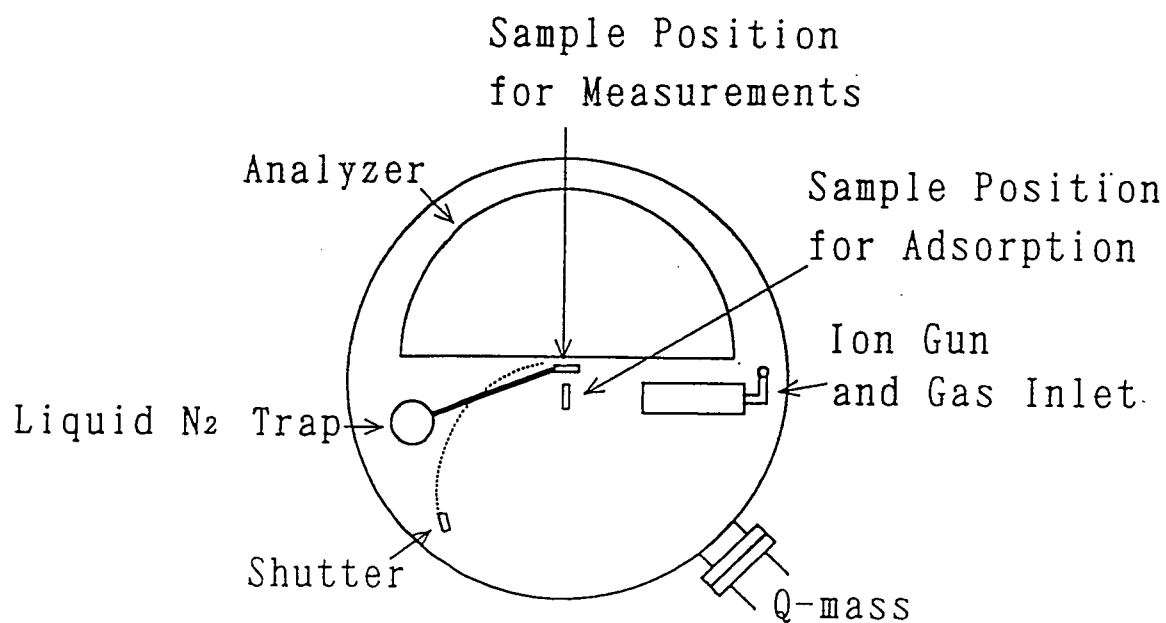 Sample Position
for Measurements
Analyzer
Sample Position
for Adsorption
Ion Gun
and Gas Inlet
Liquid N₂ Trap
Shutter
Q-mass